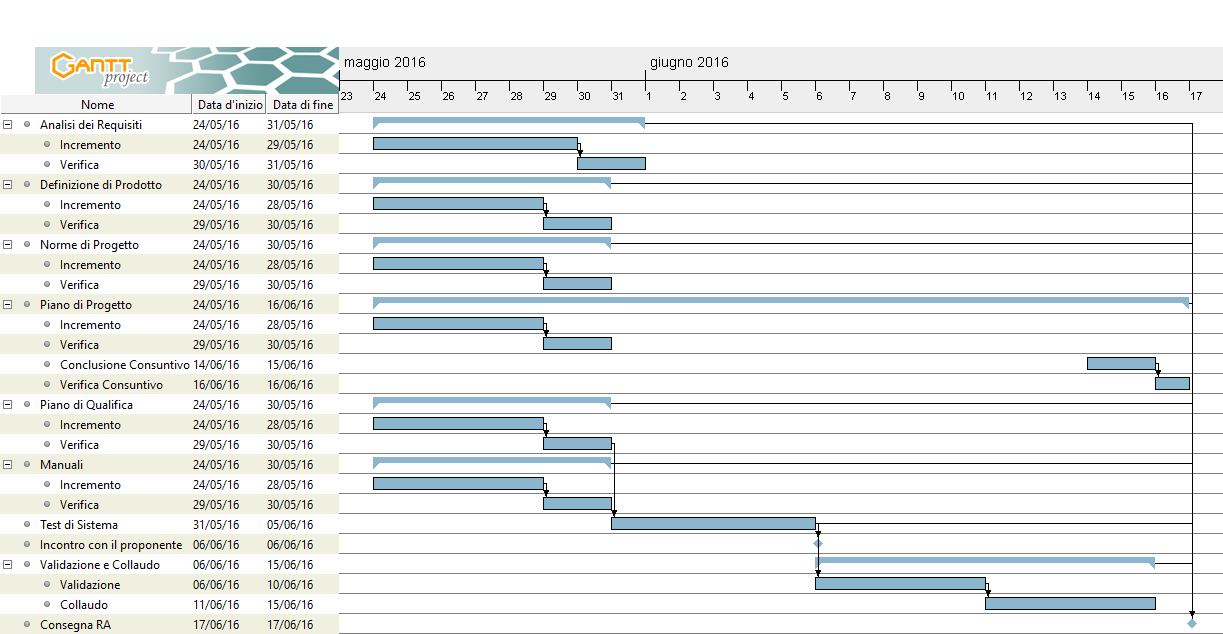 GANTT
project
maggio 2016 giugno 2016
23 24 25 26 27 28 29 30 31 1 2 3 4 5 6 7 8 9 10 11 12 13 14 15 16 17
Nome Data d'inizio Data di fine
Analisi dei Requisiti 24/05/16 31/05/16
Incremento 24/05/16 29/05/16
Verifica 30/05/16 31/05/16
Definizione di Prodotto 24/05/16 30/05/16
Incremento 24/05/16 28/05/16
Verifica 29/05/16 30/05/16
Norme di Progetto 24/05/16 30/05/16
Incremento 24/05/16 28/05/16
Verifica 29/05/16 30/05/16
Piano di Progetto 24/05/16 16/06/16
Incremento 24/05/16 28/05/16
Verifica 29/05/16 30/05/16
Conclusione Consuntivo 14/06/16 15/06/16
Verifica Consuntivo 16/06/16 16/06/16
Piano di Qualifica 24/05/16 30/05/16
Incremento 24/05/16 28/05/16
Verifica 29/05/16 30/05/16
Manuali 24/05/16 30/05/16
Incremento 24/05/16 28/05/16
Verifica 29/05/16 30/05/16
Test di Sistema 31/05/16 05/06/16
Incontro con il proponente 06/06/16 06/06/16
Validazione e Collaudo 06/06/16 15/06/16
Validazione 06/06/16 10/06/16
Collaudo 11/06/16 15/06/16
Consegna RA 17/06/16 17/06/16